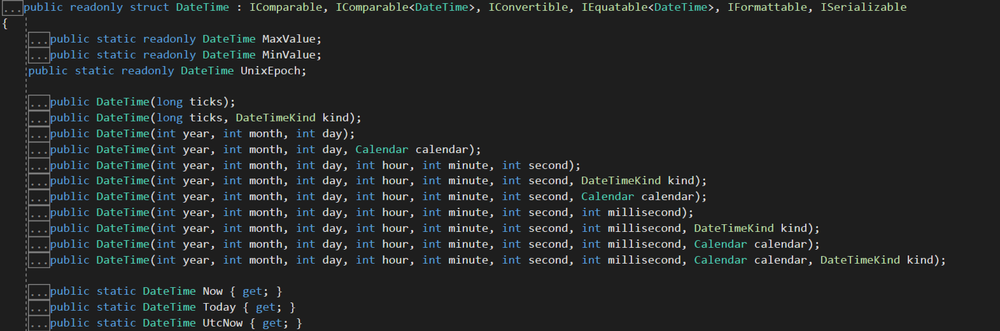 ...public readonly struct DateTime : IComparable, IComparable<DateTime>, IConvertible, IEquatable<DateTime>, IFormattable, ISerializable
{
...public static readonly DateTime MaxValue;
...public static readonly DateTime MinValue;
public static readonly DateTime UnixEpoch;
...public DateTime(long ticks);
...public DateTime(long ticks, DateTimeKind kind);
...public DateTime(int year, int month, int day);
...public DateTime(int year, int month, int day, Calendar calendar);
...public DateTime(int year, int month, int day, int hour, int minute, int second);
...public DateTime(int year, int month, int day, int hour, int minute, int second, DateTimeKind kind);
...public DateTime(int year, int month, int day, int hour, int minute, int second, Calendar calendar);
...public DateTime(int year, int month, int day, int hour, int minute, int second, int millisecond);
...public DateTime(int year, int month, int day, int hour, int minute, int second, int millisecond, DateTimeKind kind);
...public DateTime(int year, int month, int day, int hour, int minute, int second, int millisecond, Calendar calendar);
...public DateTime(int year, int month, int day, int hour, int minute, int second, int millisecond, Calendar calendar, DateTimeKind kind);
...public static DateTime Now { get; }
...public static DateTime Today { get; }
...public static DateTime UtcNow { get; }